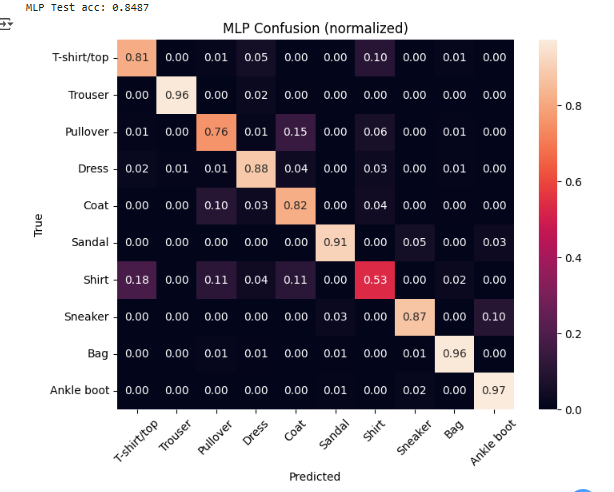 MLP Test acc: 0.8487
MLP Confusion (normalized)
T-shirt/top 0.81 0.00 0.01 0.05 0.00 0.00 0.10 0.00 0.01 0.00
Trouser 0.00 0.96 0.00 0.02 0.00 0.00 0.00 0.00 0.00 0.00
Pullover 0.01 0.00 0.76 0.01 0.15 0.00 0.06 0.00 0.01 0.00
Dress 0.02 0.01 0.01 0.88 0.04 0.00 0.03 0.00 0.01 0.00
Coat 0.00 0.00 0.10 0.03 0.82 0.00 0.04 0.00 0.00 0.00
Sandal 0.00 0.00 0.00 0.00 0.00 0.91 0.00 0.05 0.00 0.03
Shirt 0.18 0.00 0.11 0.04 0.11 0.00 0.53 0.00 0.02 0.00
Sneaker 0.00 0.00 0.00 0.00 0.00 0.03 0.00 0.87 0.00 0.10
Bag 0.00 0.00 0.01 0.01 0.00 0.01 0.00 0.01 0.96 0.00
Ankle boot 0.00 0.00 0.00 0.00 0.00 0.01 0.00 0.02 0.00 0.97
True
T-shirt/top Trouser Pullover Dress Coat Sandal Shirt Sneaker Bag Ankle boot
Predicted
0.8
0.6
0.4
0.2
0.0